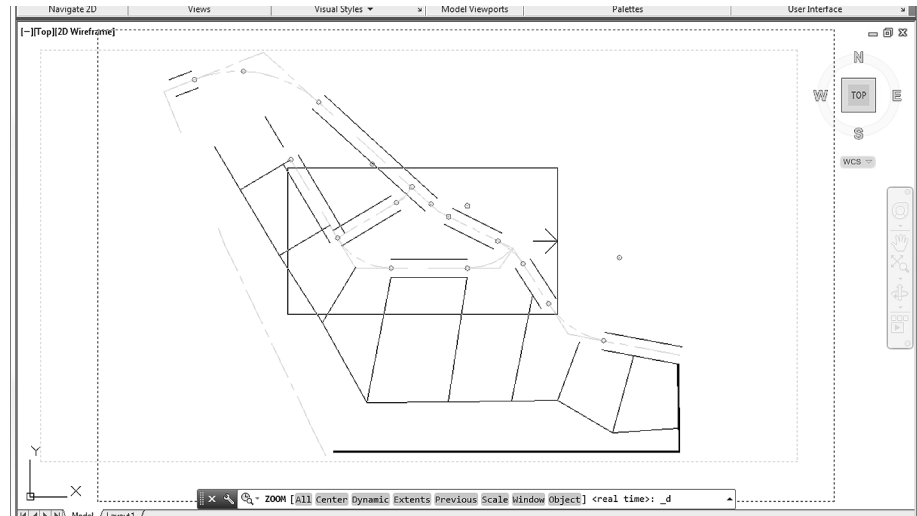 Navigate 2D Views Visual Styles Model Viewports Palettes User Interface
[−][Top][2D Wireframe]
N
W TOP E
S
WCS
Y
X
ZOOM [All Center Dynamic Extents Previous Scale Window Object] <real time>: _d
Model Layout1